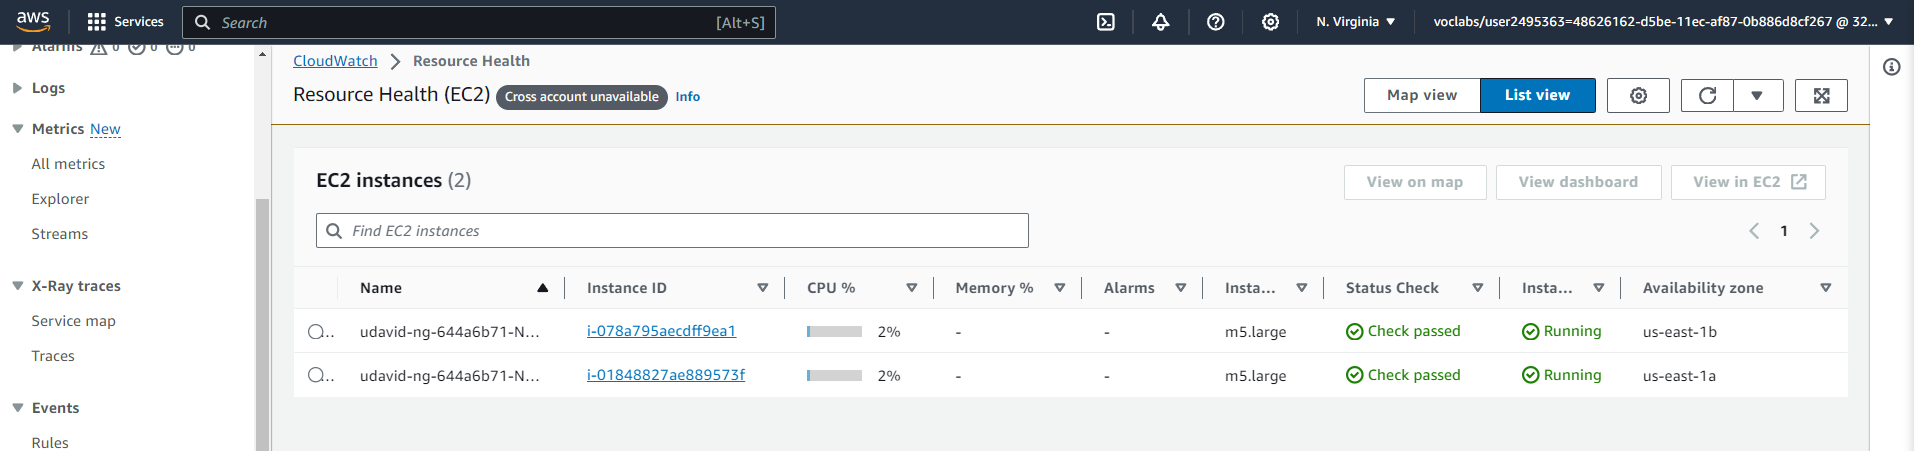 aws
Services
Search
[Alt+S]
N. Virginia
voclabs/user2495363=48626162-d5be-11ec-af87-0b886d8cf267 @ 32...
Alarms 0 0 0
Logs
Metrics New
All metrics
Explorer
Streams
X-Ray traces
Service map
Traces
Events
Rules
CloudWatch > Resource Health
Resource Health (EC2) Cross account unavailable Info
Map view List view
EC2 instances (2)
View on map View dashboard View in EC2
Find EC2 instances
1
Name Instance ID CPU % Memory % Alarms Insta... Status Check Insta... Availability zone
udavid-ng-644a6b71-N... i-078a795aecdff9ea1 2% - - m5.large Check passed Running us-east-1b
udavid-ng-644a6b71-N... i-01848827ae889573f 2% - - m5.large Check passed Running us-east-1a